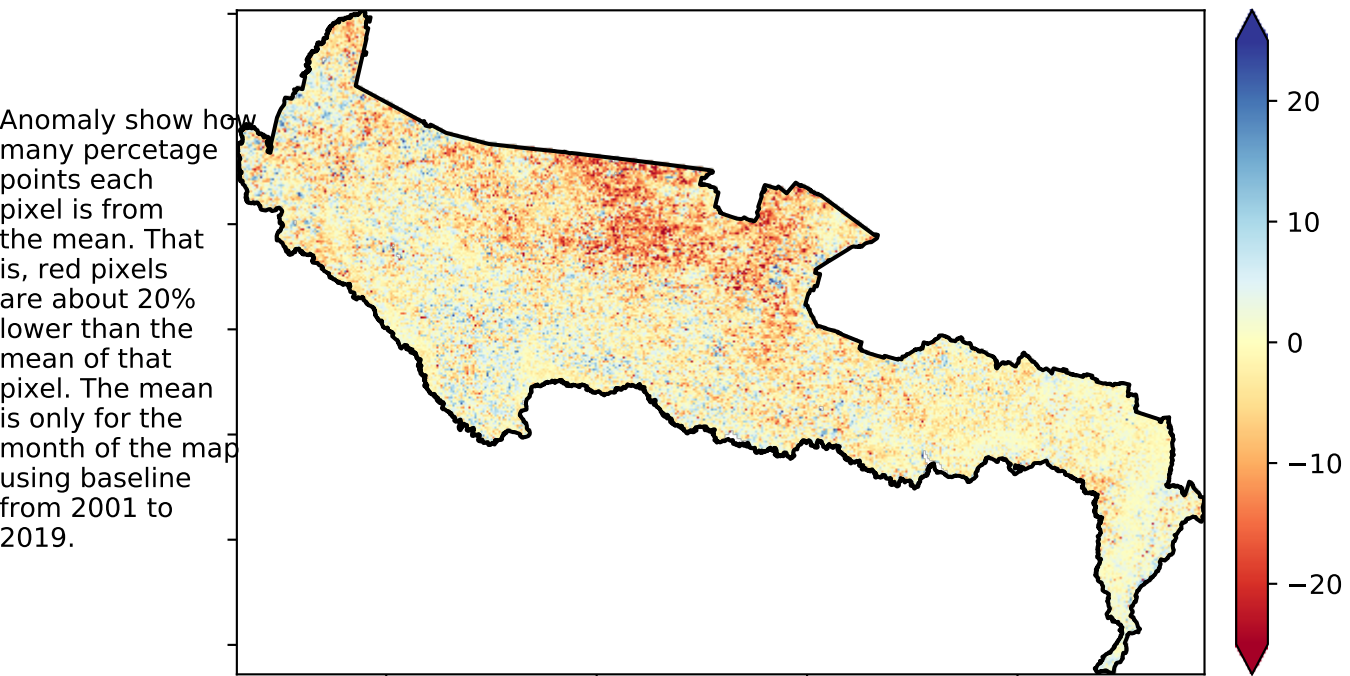 Anomaly show how
many percetage
points each
pixel is from
the mean. That
is, red pixels
are about 20%
lower than the
mean of that
pixel. The mean
is only for the
month of the map
using baseline
from 2001 to
2019.
20
10
0
−10
−20